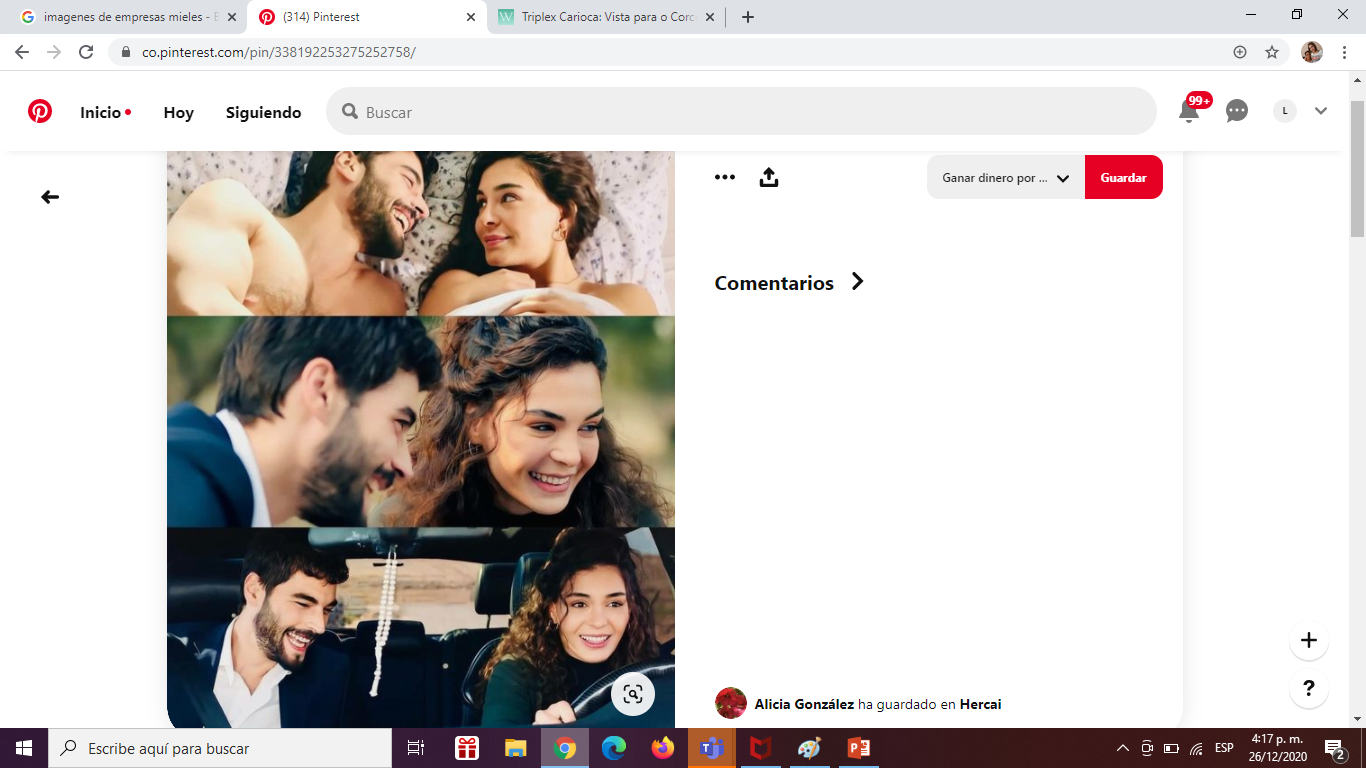 imagenes de empresas mieles - B
(314) Pinterest
Triplex Carioca: Vista para o Corc
co.pinterest.com/pin/338192253275252758/
Inicio
Hoy
Siguiendo
Buscar
99+
L
Ganar dinero por ...
Guardar
Comentarios
Alicia González ha guardado en Hercai
?
Escribe aquí para buscar
ESP
4:17 p. m.
26/12/2020
2